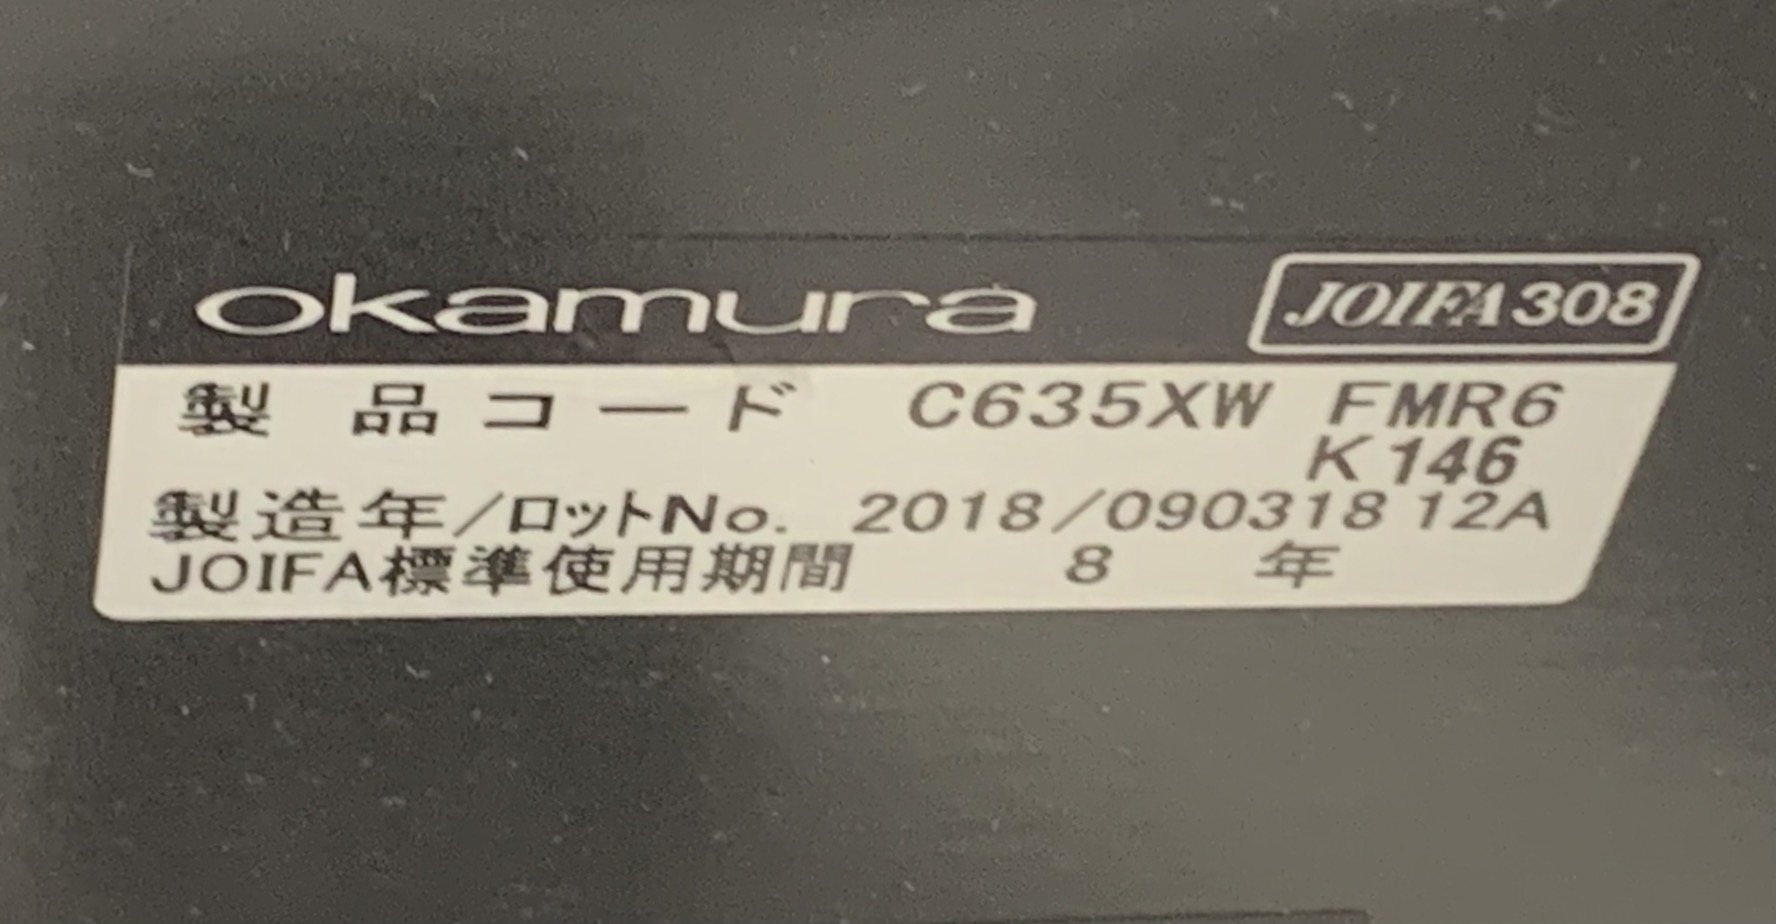 okamura JOIFA308
製品コード C635XW FMR6
K146
製造年/ロットNo. 2018/090318 12A
JOIFA標準使用期間 8 年